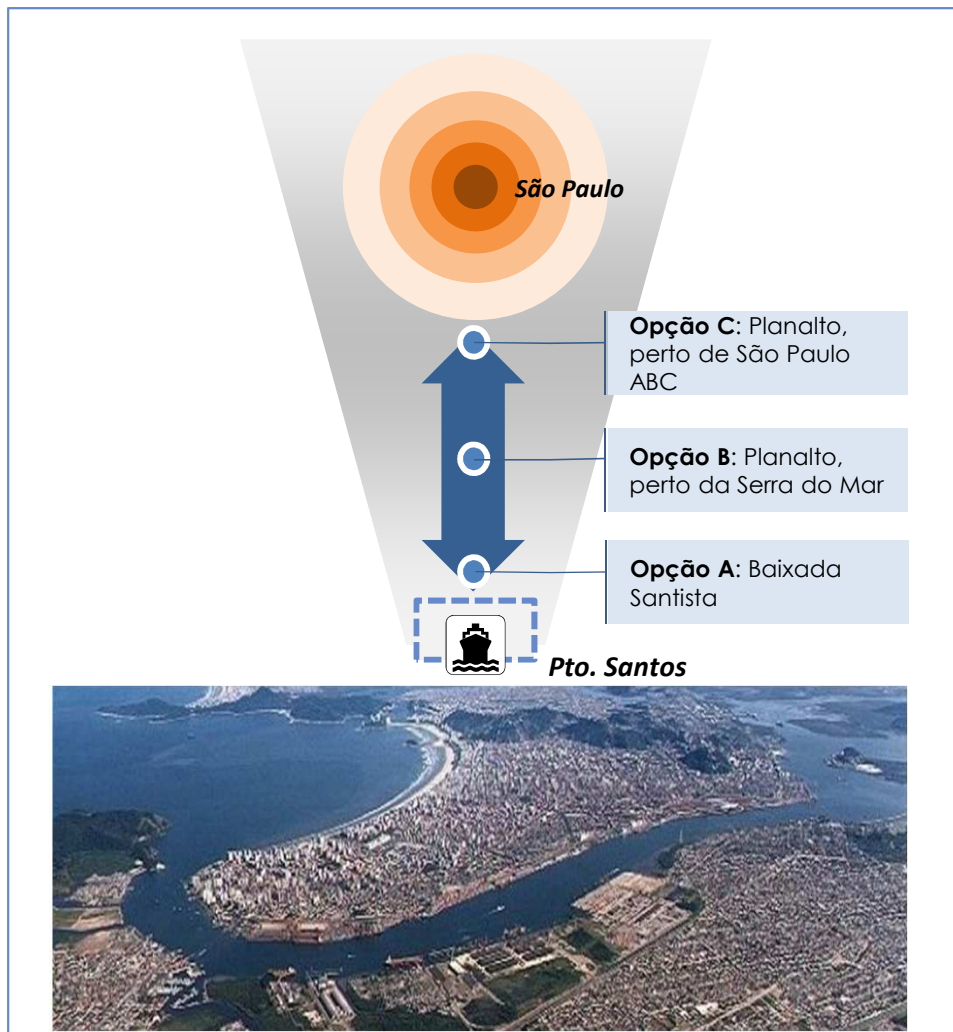 São Paulo
Opção C: Planalto,
perto de São Paulo
ABC
Opção B: Planalto,
perto da Serra do Mar
Opção A: Baixada
Santista
Pto. Santos